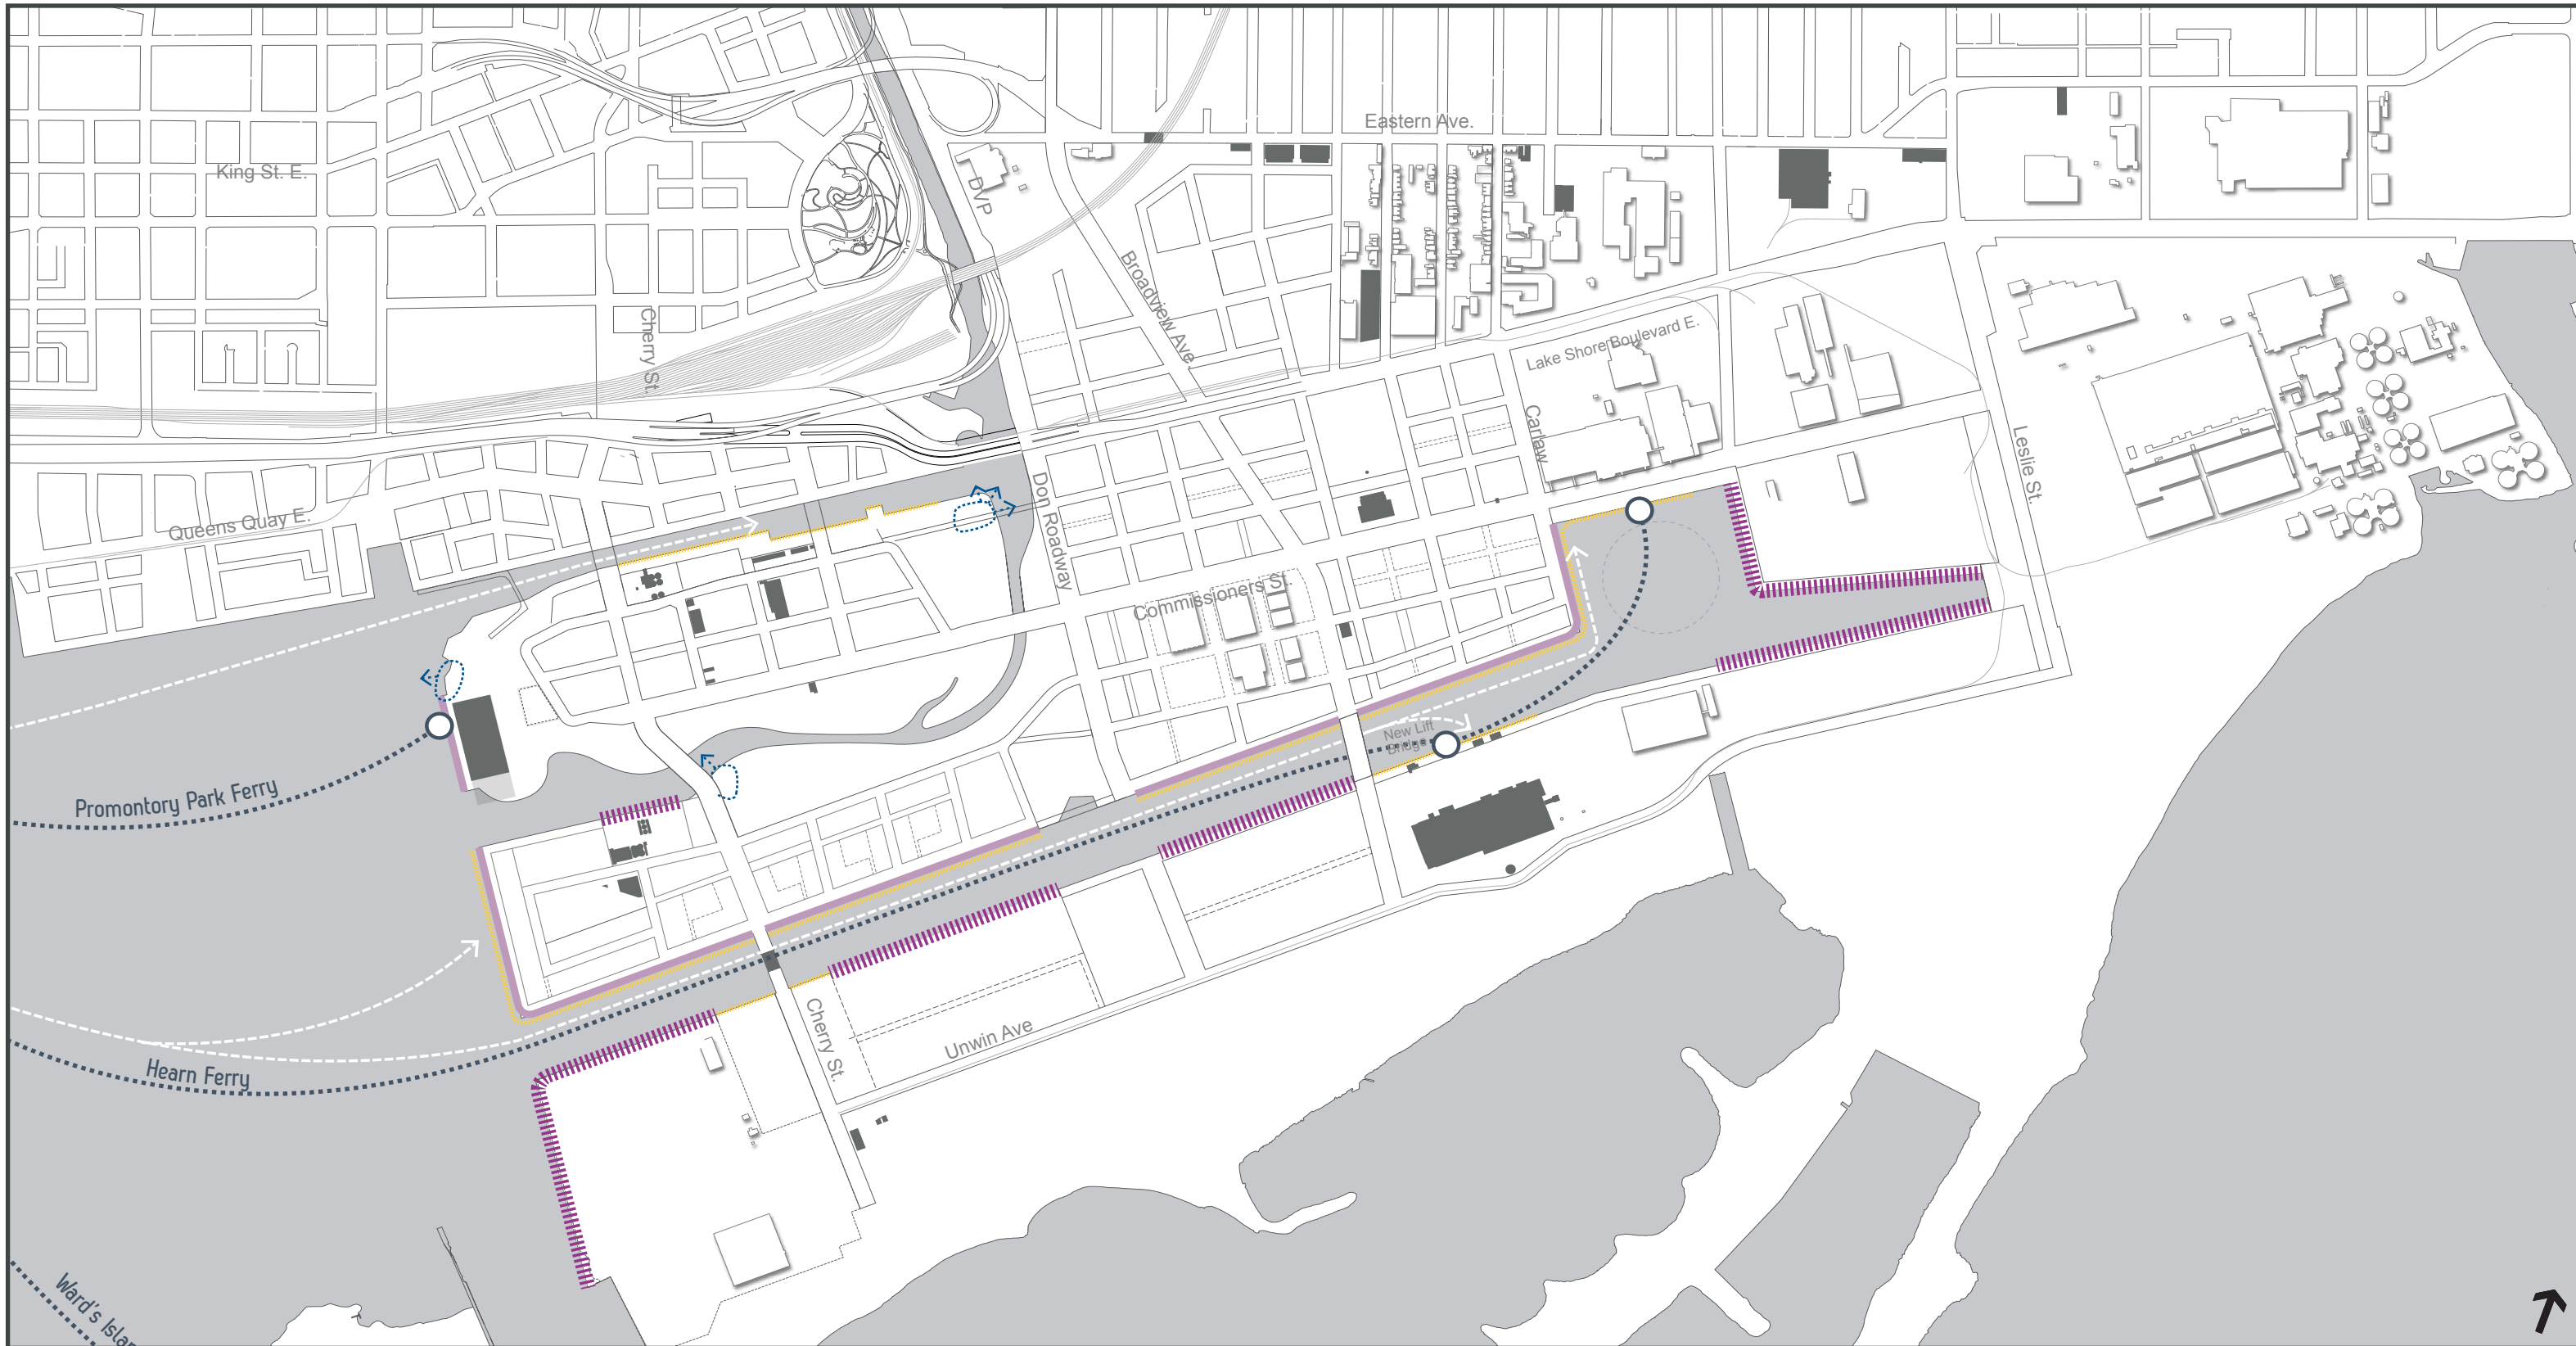 Eastern Ave.
King St. E.
DVP
Broadview Ave
Cherry St.
Lake Shore Boulevard E.
Carlaw
Leslie St.
Queens Quay E.
Don Roadway
Commissioners St.
New Lift
Bridge
Promontory Park Ferry
Cherry St.
Unwin Ave
Hearn Ferry
Ward's Islan